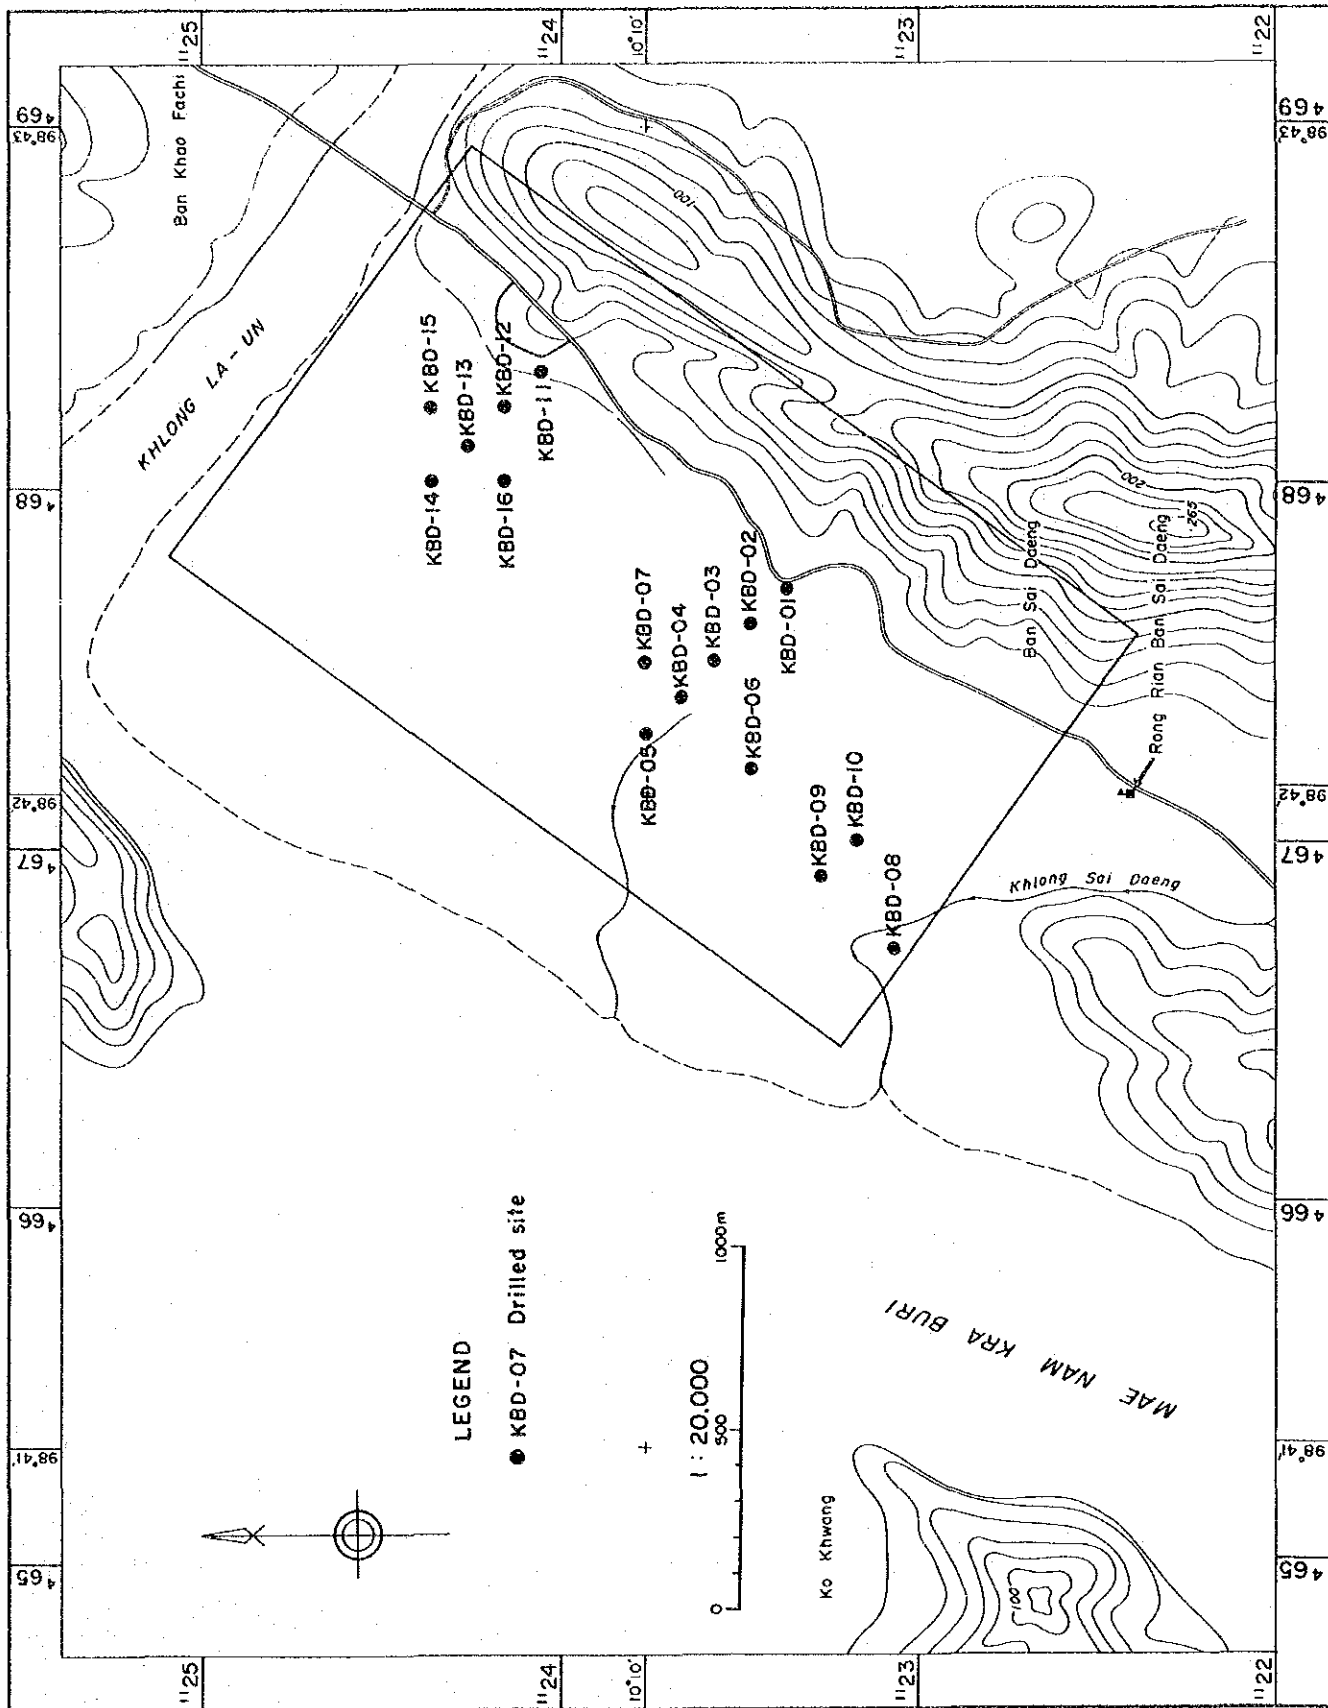 ⁴65
98°41'
⁴66
⁴67
98°42'
⁴68
98°43'
⁴69
¹¹25
¹¹24
10°10'
¹¹23
¹¹22
Ban Khao Fachi
KHLONG LA-UN
KBD-14
KBD-15
KBD-13
KBD-16
KBD-12
KBD-11
KBD-05
KBD-07
KBD-04
KBD-03
KBD-06
KBD-02
KBD-01
KBD-09
KBD-10
KBD-08
100
200
265
Ban Sai Daeng
Rong Rian Ban Sai Daeng
Khlong Sai Daeng
LEGEND
KBD-07 Drilled site
1 : 20.000
0 500 1000m
Ko Khwang
100
MAE NAM KRA BURI
¹¹25
¹¹24
10°10'
¹¹23
¹¹22
⁴65
98°41'
⁴66
⁴67
98°42'
⁴68
98°43'
⁴69